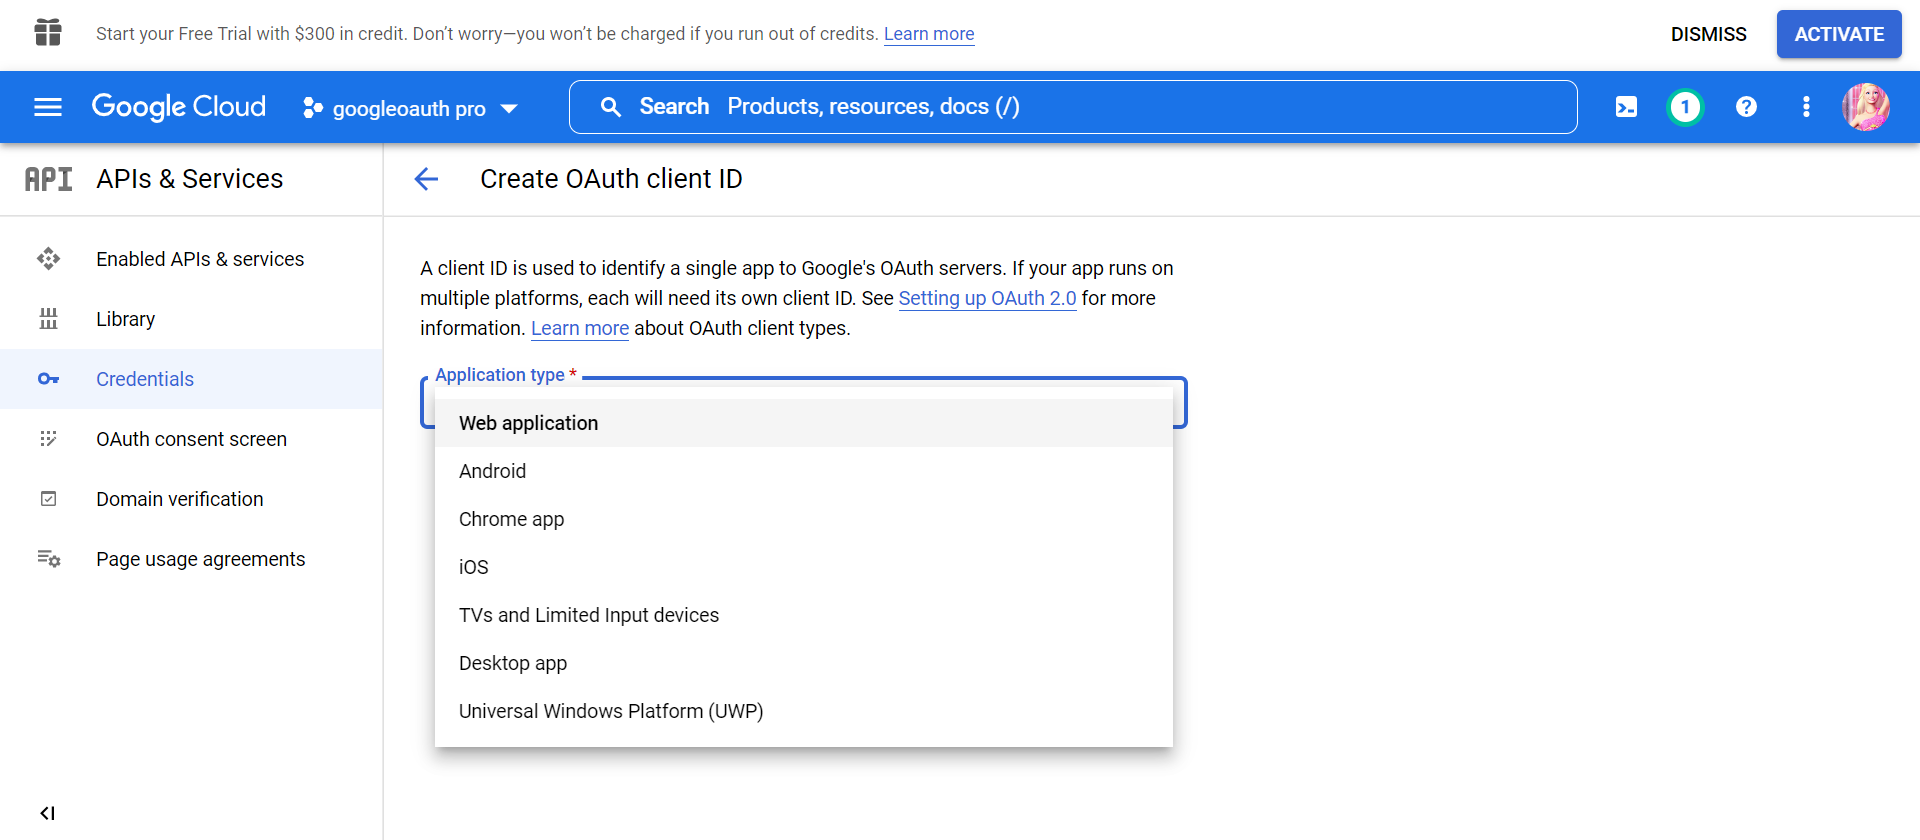 Start your Free Trial with $300 in credit. Don’t worry—you won’t be charged if you run out of credits. Learn more
DISMISS
ACTIVATE
Google Cloud
googleoauth pro
Search Products, resources, docs (/)
1
API APIs & Services
Create OAuth client ID
Enabled APIs & services
Library
Credentials
OAuth consent screen
Domain verification
Page usage agreements
A client ID is used to identify a single app to Google's OAuth servers. If your app runs on
multiple platforms, each will need its own client ID. See Setting up OAuth 2.0 for more
information. Learn more about OAuth client types.
Application type *
Web application
Android
Chrome app
iOS
TVs and Limited Input devices
Desktop app
Universal Windows Platform (UWP)